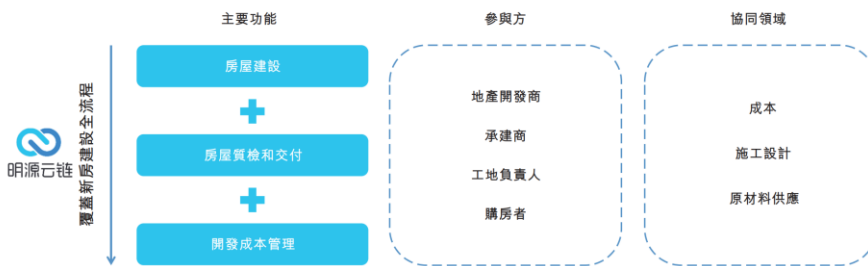 主要功能
參與方
協同領域
明源云链
覆蓋新房建設全流程
房屋建設
房屋質檢和交付
開發成本管理
地產開發商
承建商
工地負責人
購房者
成本
施工設計
原材料供應